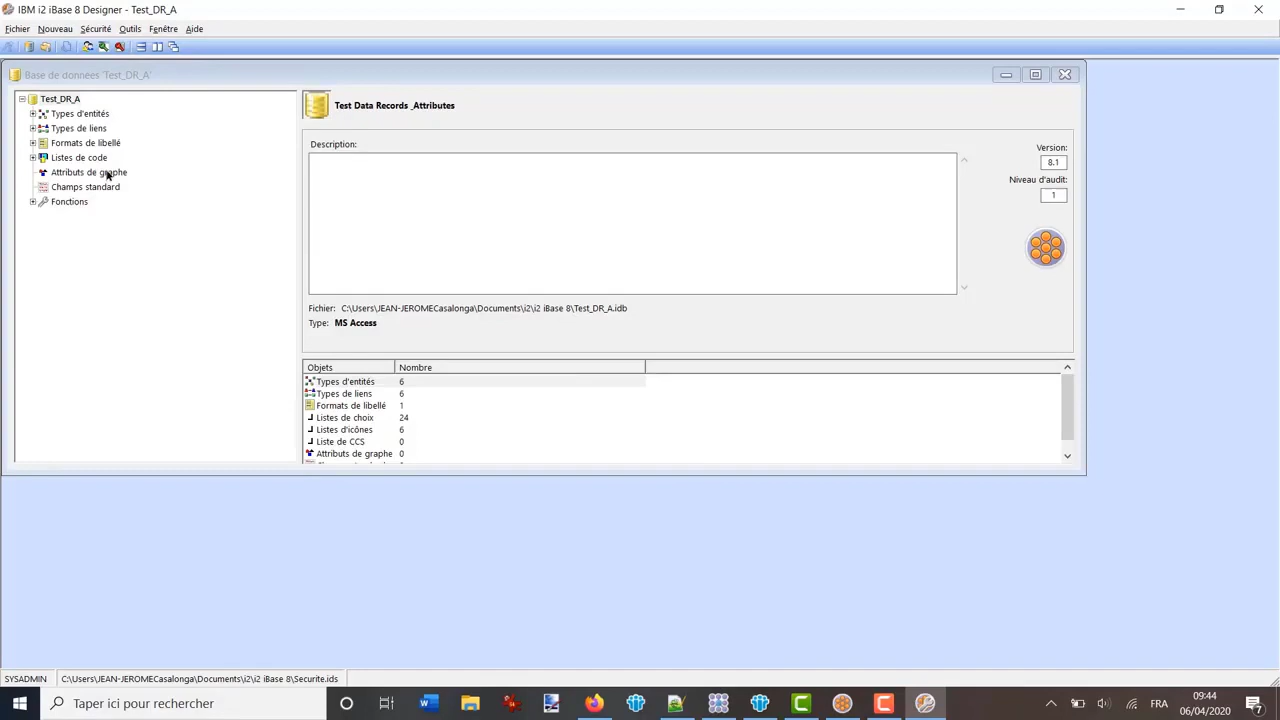 IBM i2 iBase 8 Designer - Test_DR_A
Fichier Nouveau Sécurité Outils Fenêtre Aide
Base de données 'Test_DR_A'
Test_DR_A
Types d'entités
Types de liens
Formats de libellé
Listes de code
Attributs de graphe
Champs standard
Fonctions
Test Data Records _Attributes
Description:
Version:
8.1
Niveau d'audit:
1
Fichier: C:\Users\JEAN-JEROMECasalonga\Documents\i2\i2 iBase 8\Test_DR_A.idb
Type: MS Access
Objets Nombre
Types d'entités 6
Types de liens 6
Formats de libellé 1
Listes de choix 24
Listes d'icônes 6
Liste de CCS 0
Attributs de graphe 0
SYSADMIN C:\Users\JEAN-JEROMECasalonga\Documents\i2\i2 iBase 8\Securite.ids
Taper ici pour rechercher
FRA
09:44
06/04/2020
7